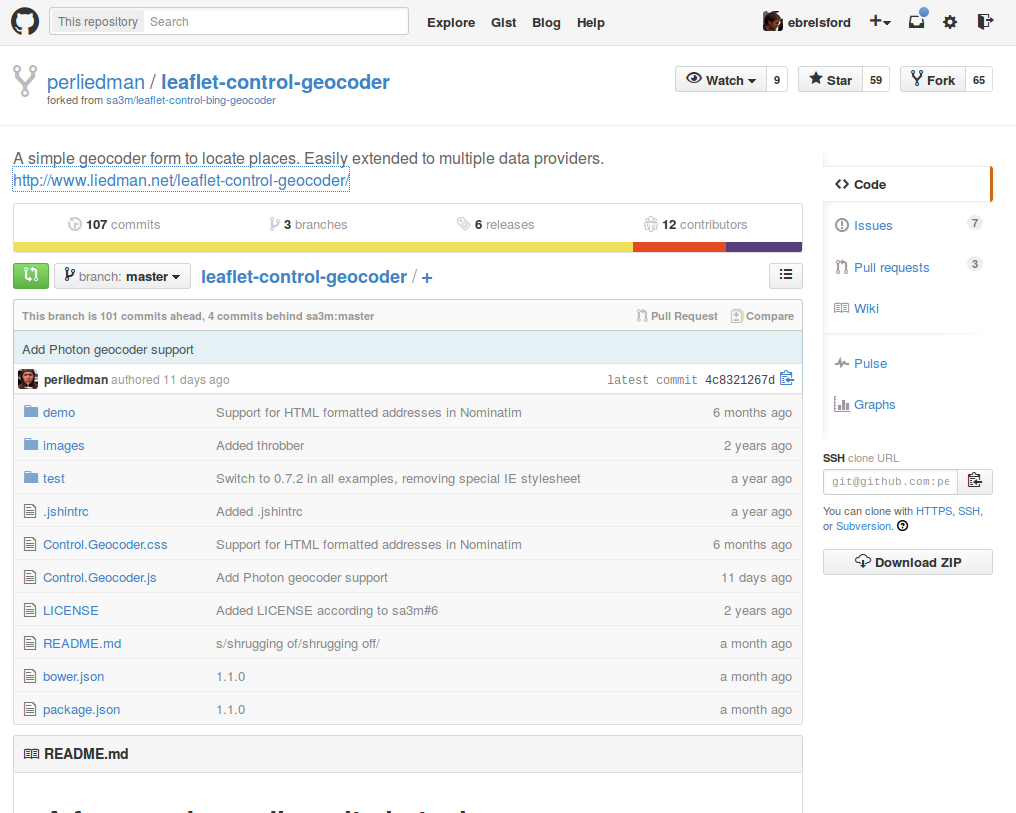 This repository Search Explore Gist Blog Help ebrelsford
perliedman / leaflet-control-geocoder Watch 9 Star 59 Fork 65
forked from sa3m/leaflet-control-bing-geocoder
A simple geocoder form to locate places. Easily extended to multiple data providers.
http://www.liedman.net/leaflet-control-geocoder/
107 commits 3 branches 6 releases 12 contributors
branch: master leaflet-control-geocoder / +
This branch is 101 commits ahead, 4 commits behind sa3m:master Pull Request Compare
Add Photon geocoder support
perliedman authored 11 days ago latest commit 4c8321267d
demo Support for HTML formatted addresses in Nominatim 6 months ago
images Added throbber 2 years ago
test Switch to 0.7.2 in all examples, removing special IE stylesheet a year ago
.jshintrc Added .jshintrc a year ago
Control.Geocoder.css Support for HTML formatted addresses in Nominatim 6 months ago
Control.Geocoder.js Add Photon geocoder support 11 days ago
LICENSE Added LICENSE according to sa3m#6 2 years ago
README.md s/shrugging of/shrugging off/ a month ago
bower.json 1.1.0 a month ago
package.json 1.1.0 a month ago
README.md
Code
Issues 7
Pull requests 3
Wiki
Pulse
Graphs
SSH clone URL
git@github.com:pe
You can clone with HTTPS, SSH,
or Subversion.
Download ZIP